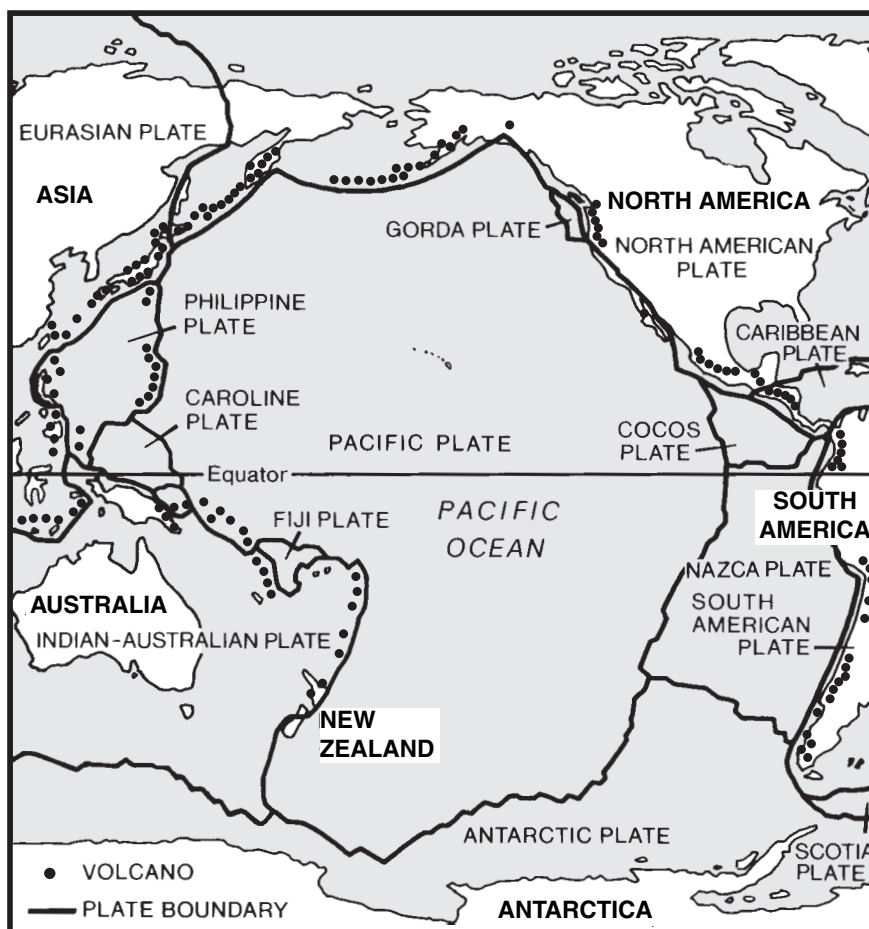 EURASIAN PLATE
ASIA
NORTH AMERICA
GORDA PLATE
NORTH AMERICAN
PLATE
PHILIPPINE
PLATE
CARIBBEAN
PLATE
CAROLINE
PLATE
PACIFIC PLATE
COCOS
PLATE
Equator
PACIFIC
OCEAN
SOUTH
AMERICA
FIJI PLATE
NAZCA PLATE
AUSTRALIA
SOUTH
AMERICAN
PLATE
INDIAN-AUSTRALIAN PLATE
NEW
ZEALAND
ANTARCTIC PLATE
SCOTIA
PLATE
VOLCANO
PLATE BOUNDARY
ANTARCTICA